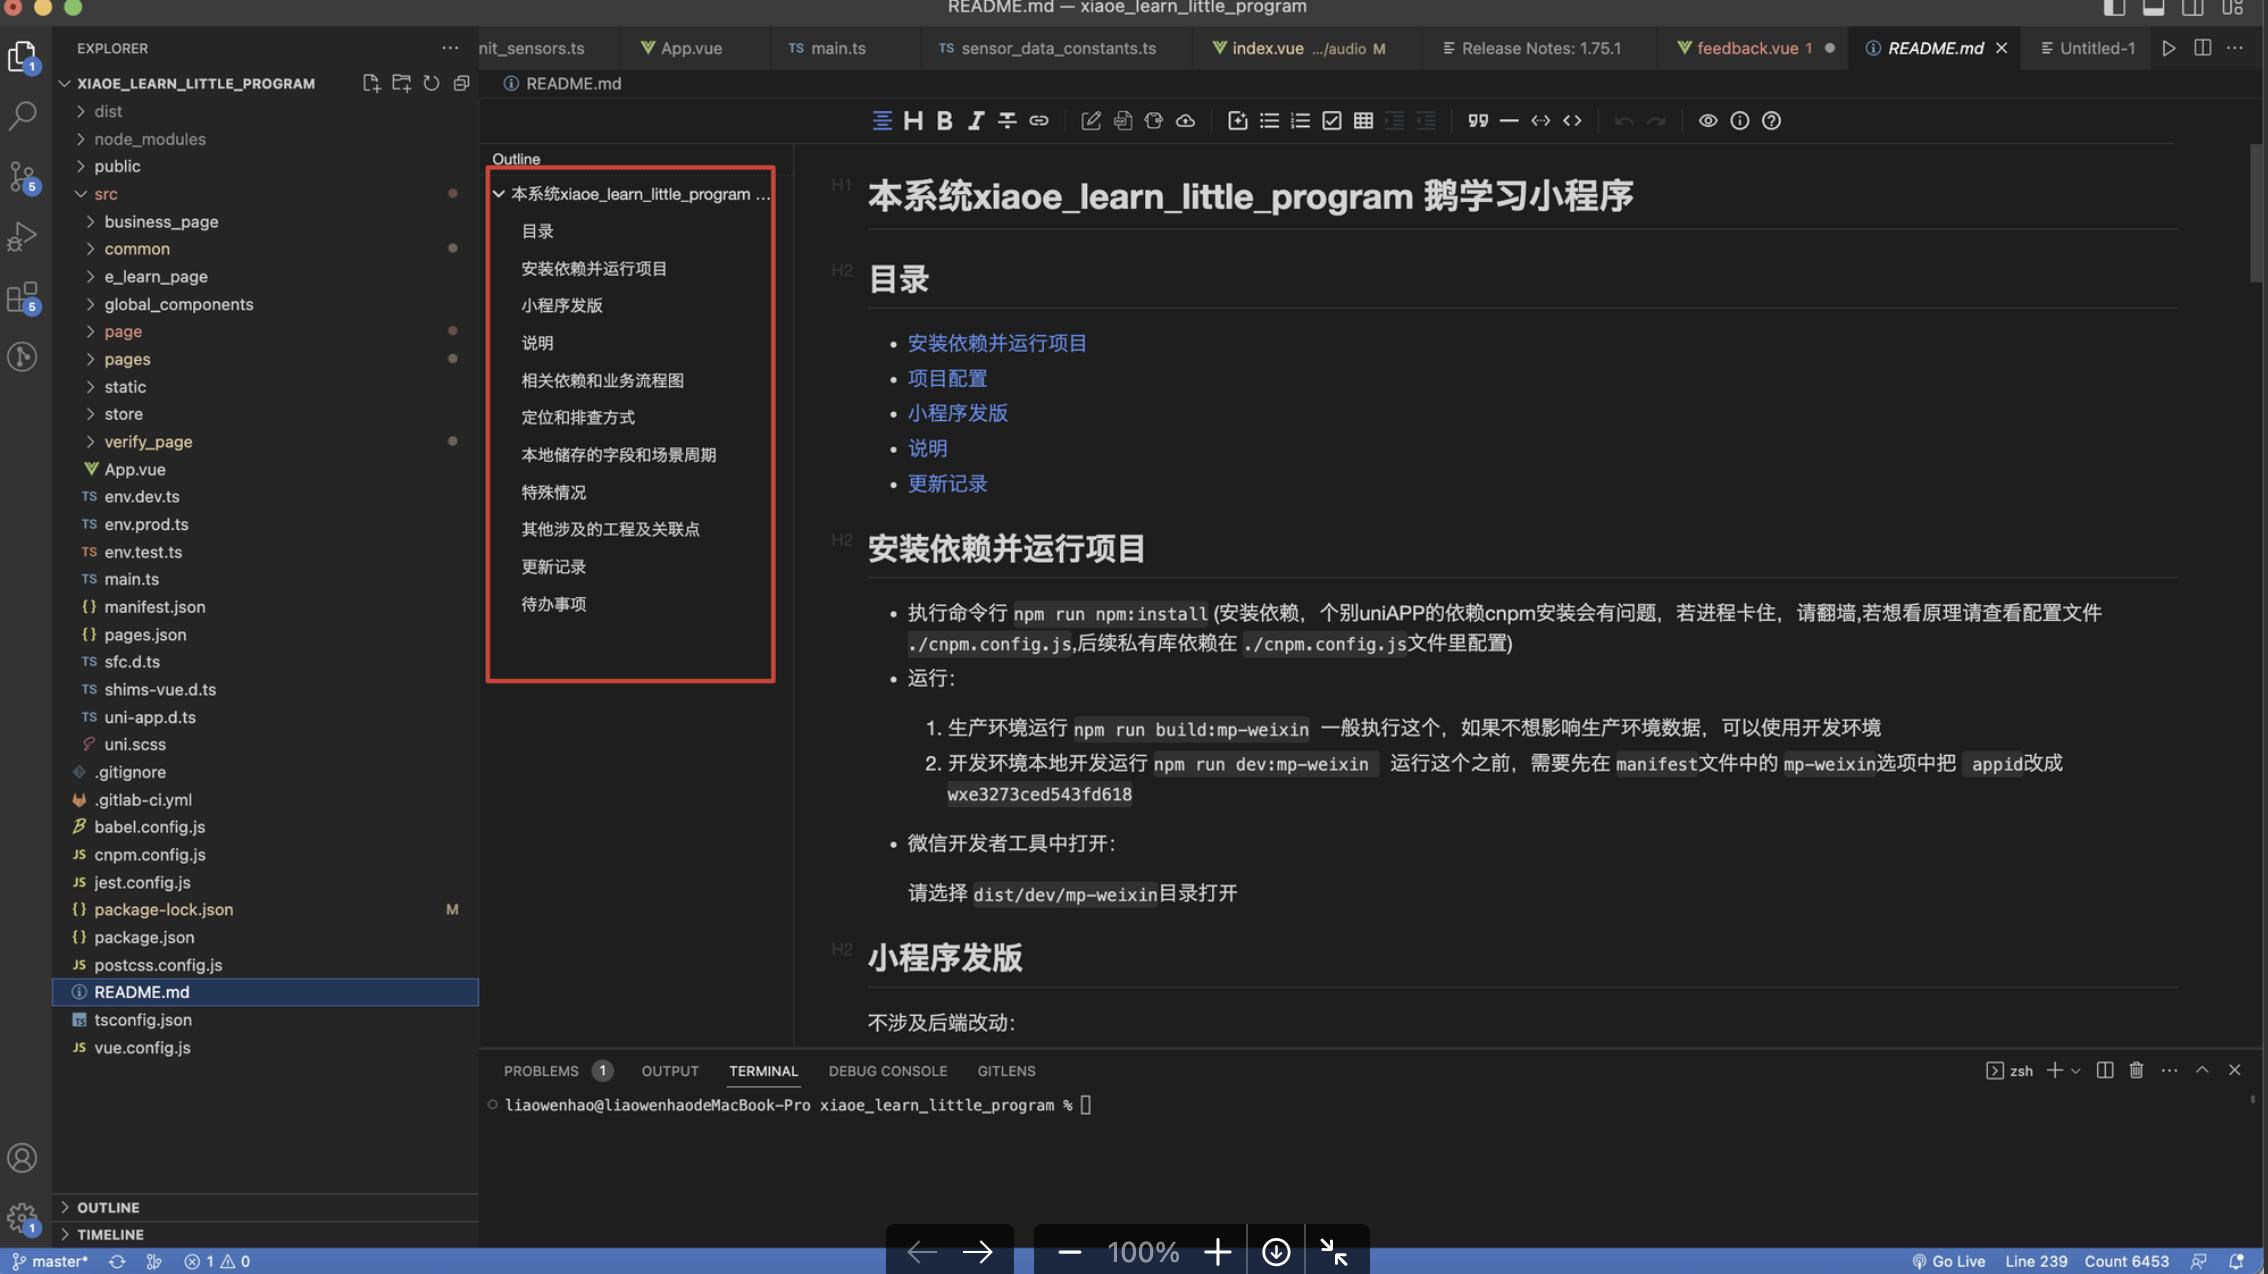 README.md — xiaoe_learn_little_program
EXPLORER
nit_sensors.ts
App.vue
TS main.ts
TS sensor_data_constants.ts
index.vue .../audio M
Release Notes: 1.75.1
feedback.vue 1
README.md
Untitled-1
XIAOE_LEARN_LITTLE_PROGRAM
README.md
dist
node_modules
public
src
business_page
common
e_learn_page
global_components
page
pages
static
store
verify_page
App.vue
TS env.dev.ts
TS env.prod.ts
TS env.test.ts
TS main.ts
{} manifest.json
{} pages.json
TS sfc.d.ts
TS shims-vue.d.ts
TS uni-app.d.ts
uni.scss
.gitignore
.gitlab-ci.yml
babel.config.js
JS cnpm.config.js
JS jest.config.js
{} package-lock.json M
{} package.json
JS postcss.config.js
README.md
TS tsconfig.json
JS vue.config.js
OUTLINE
TIMELINE
1
5
5
1
H B I
Outline
本系统xiaoe_learn_little_program ...
目录
安装依赖并运行项目
小程序发版
说明
相关依赖和业务流程图
定位和排查方式
本地储存的字段和场景周期
特殊情况
其他涉及的工程及关联点
更新记录
待办事项
H1 本系统xiaoe_learn_little_program 鹅学习小程序
H2 目录
• 安装依赖并运行项目
• 项目配置
• 小程序发版
• 说明
• 更新记录
H2 安装依赖并运行项目
• 执行命令行 npm run npm:install (安装依赖，个别uniAPP的依赖cnpm安装会有问题，若进程卡住，请翻墙,若想看原理请查看配置文件
./cnpm.config.js,后续私有库依赖在 ./cnpm.config.js文件里配置)
• 运行：
1. 生产环境运行 npm run build:mp-weixin 一般执行这个，如果不想影响生产环境数据，可以使用开发环境
2. 开发环境本地开发运行 npm run dev:mp-weixin 运行这个之前，需要先在 manifest文件中的 mp-weixin选项中把 appid改成
wxe3273ced543fd618
• 微信开发者工具中打开：
请选择 dist/dev/mp-weixin目录打开
H2 小程序发版
不涉及后端改动：
PROBLEMS 1 OUTPUT TERMINAL DEBUG CONSOLE GITLENS
zsh
liaowenhao@liaowenhaodeMacBook-Pro xiaoe_learn_little_program %
100%
master* 1 0
Go Live Line 239 Count 6453